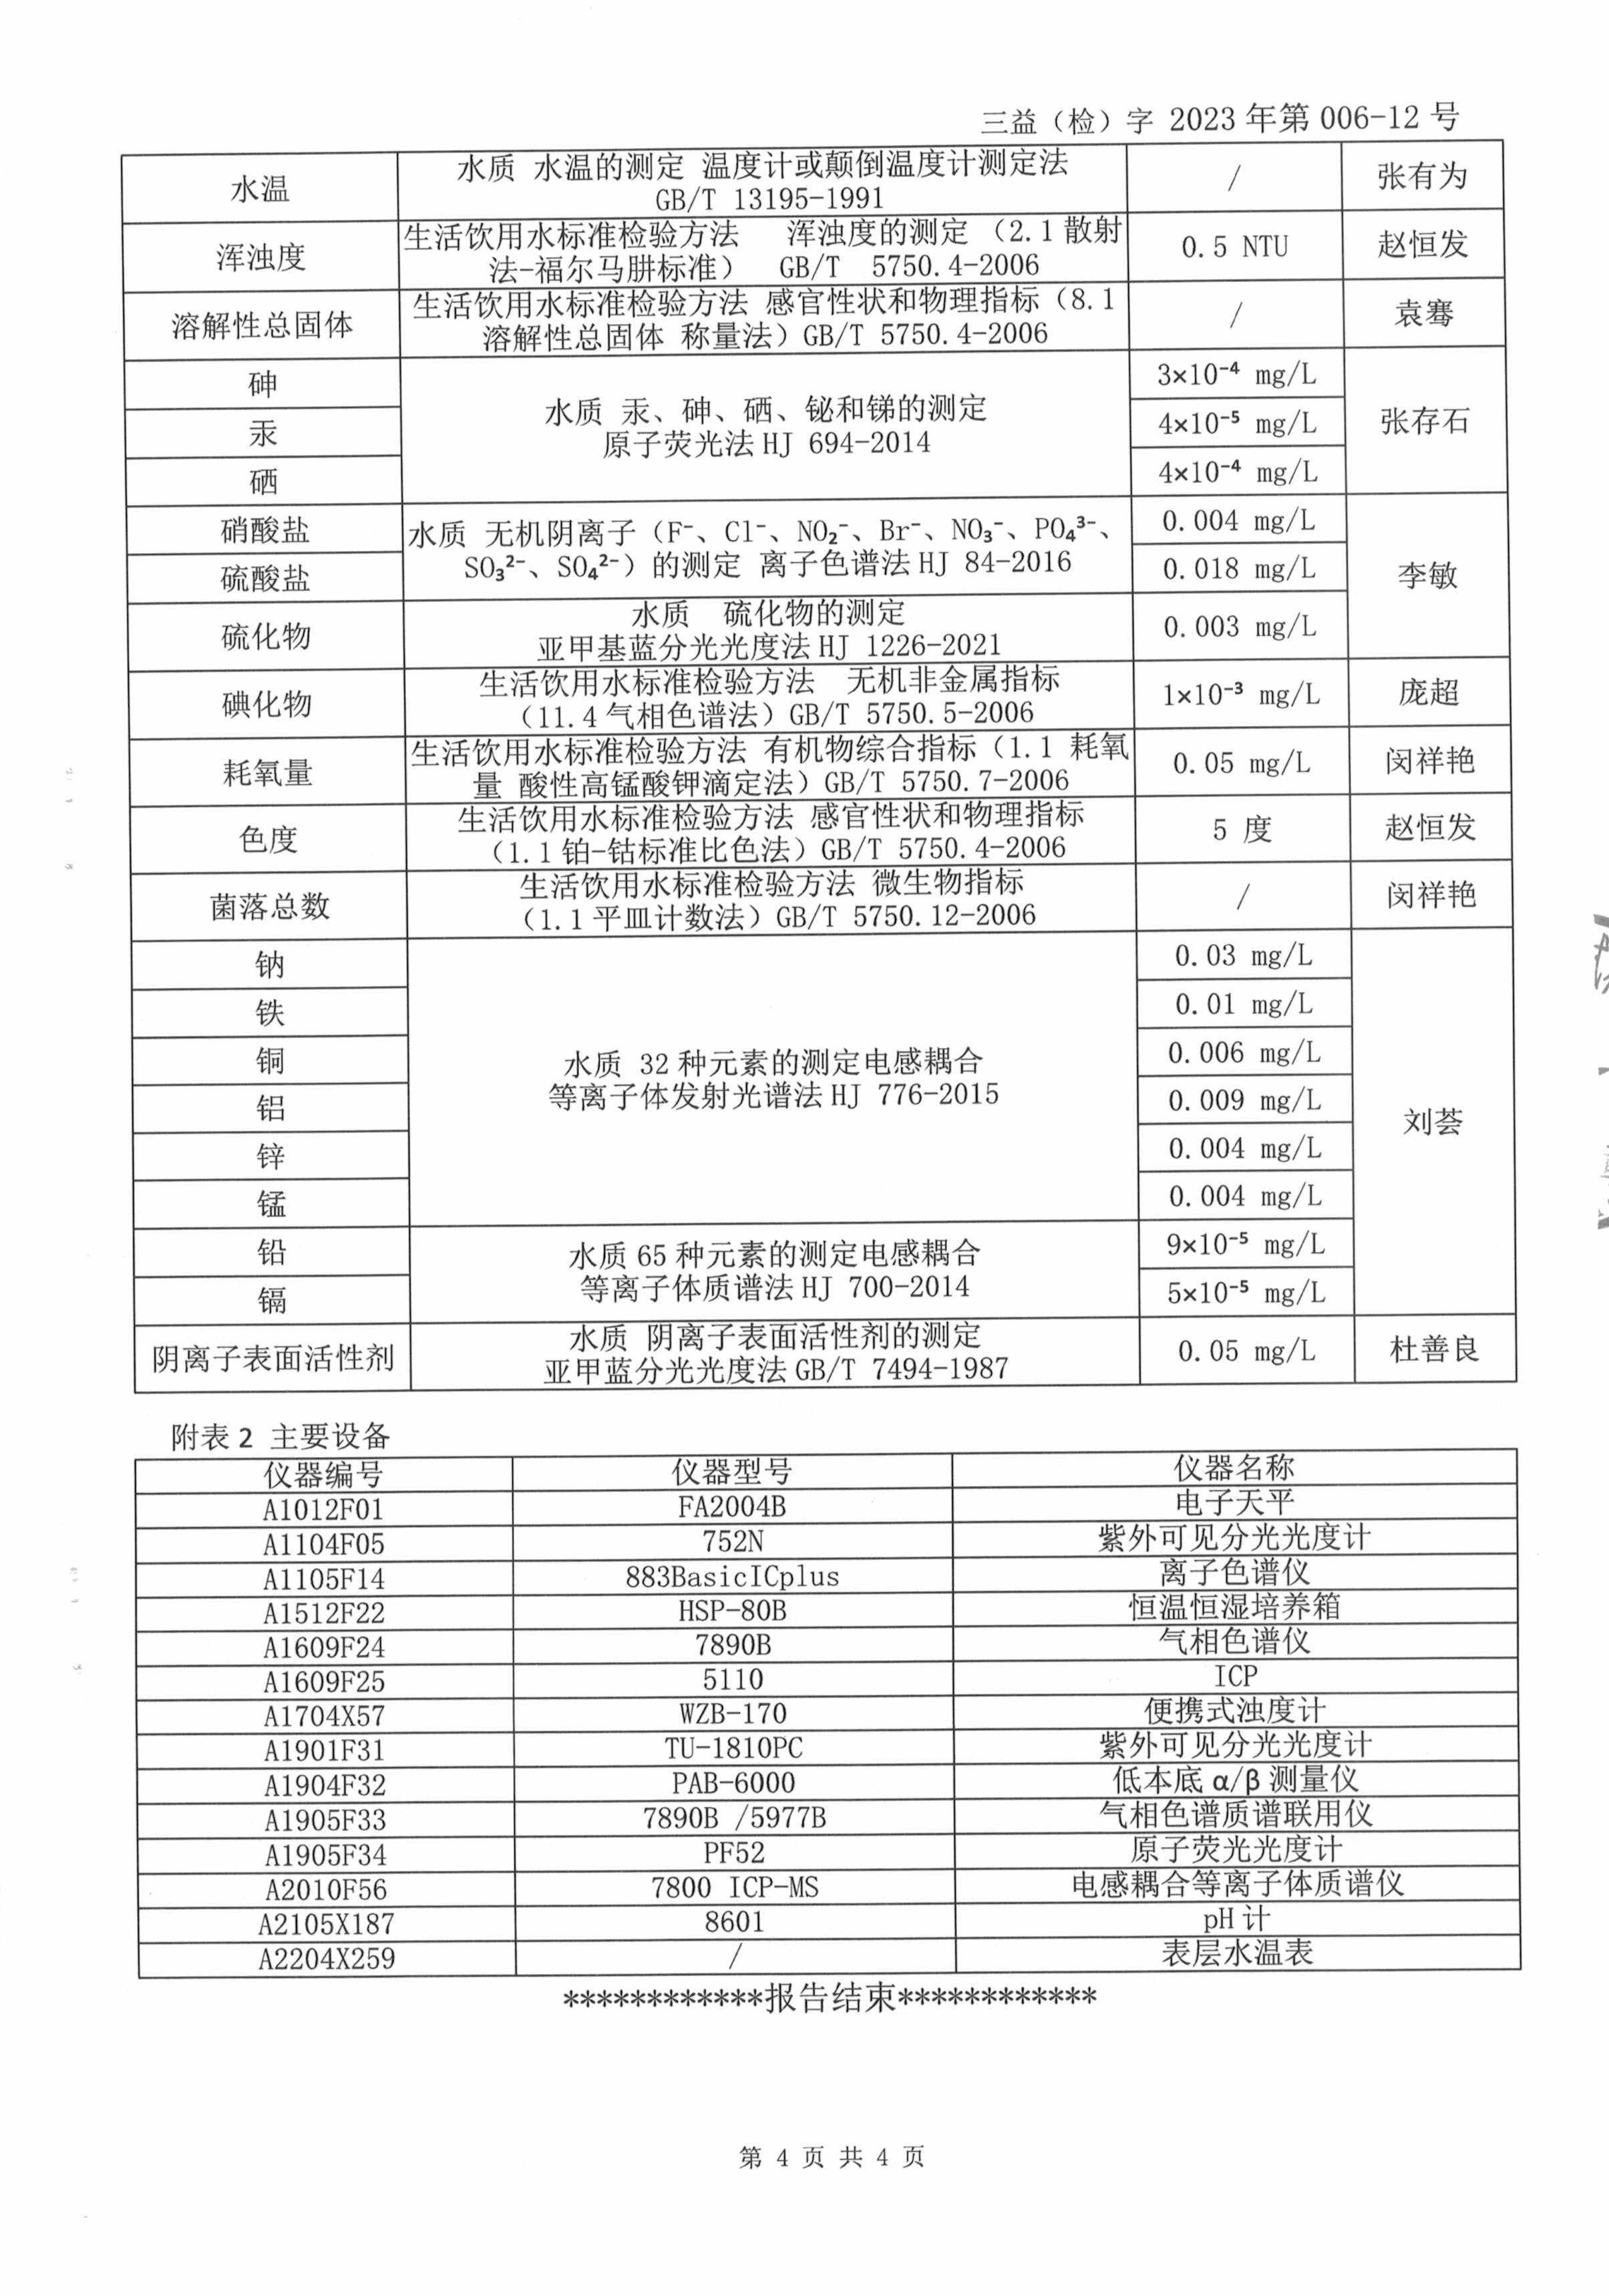 三益（检）字 2023 年第 006-12 号
水温
水质 水温的测定 温度计或颠倒温度计测定法
GB/T 13195-1991
/
张有为
浑浊度
生活饮用水标准检验方法 浑浊度的测定 （2.1 散射
法-福尔马肼标准） GB/T 5750.4-2006
0.5 NTU
赵恒发
溶解性总固体
生活饮用水标准检验方法 感官性状和物理指标（8.1
溶解性总固体 称量法）GB/T 5750.4-2006
/
袁骞
砷
水质 汞、砷、硒、铋和锑的测定
原子荧光法 HJ 694-2014
3×10⁻⁴ mg/L
张存石
汞
4×10⁻⁵ mg/L
硒
4×10⁻⁴ mg/L
硝酸盐
水质 无机阴离子（F⁻、Cl⁻、NO₂⁻、Br⁻、NO₃⁻、PO₄³⁻、
SO₃²⁻、SO₄²⁻）的测定 离子色谱法 HJ 84-2016
0.004 mg/L
李敏
硫酸盐
0.018 mg/L
硫化物
水质 硫化物的测定
亚甲基蓝分光光度法 HJ 1226-2021
0.003 mg/L
碘化物
生活饮用水标准检验方法 无机非金属指标
（11.4 气相色谱法）GB/T 5750.5-2006
1×10⁻³ mg/L
庞超
耗氧量
生活饮用水标准检验方法 有机物综合指标（1.1 耗氧
量 酸性高锰酸钾滴定法）GB/T 5750.7-2006
0.05 mg/L
闵祥艳
色度
生活饮用水标准检验方法 感官性状和物理指标
（1.1 铂-钴标准比色法）GB/T 5750.4-2006
5 度
赵恒发
菌落总数
生活饮用水标准检验方法 微生物指标
（1.1 平皿计数法）GB/T 5750.12-2006
/
闵祥艳
钠
水质 32 种元素的测定电感耦合
等离子体发射光谱法 HJ 776-2015
0.03 mg/L
刘荟
铁
0.01 mg/L
铜
0.006 mg/L
铝
0.009 mg/L
锌
0.004 mg/L
锰
0.004 mg/L
铅
水质 65 种元素的测定电感耦合
等离子体质谱法 HJ 700-2014
9×10⁻⁵ mg/L
镉
5×10⁻⁵ mg/L
阴离子表面活性剂
水质 阴离子表面活性剂的测定
亚甲蓝分光光度法 GB/T 7494-1987
0.05 mg/L
杜善良
附表 2 主要设备
仪器编号 仪器型号 仪器名称
A1012F01 FA2004B 电子天平
A1104F05 752N 紫外可见分光光度计
A1105F14 883BasicICplus 离子色谱仪
A1512F22 HSP-80B 恒温恒湿培养箱
A1609F24 7890B 气相色谱仪
A1609F25 5110 ICP
A1704X57 WZB-170 便携式浊度计
A1901F31 TU-1810PC 紫外可见分光光度计
A1904F32 PAB-6000 低本底 α/β 测量仪
A1905F33 7890B /5977B 气相色谱质谱联用仪
A1905F34 PF52 原子荧光光度计
A2010F56 7800 ICP-MS 电感耦合等离子体质谱仪
A2105X187 8601 pH 计
A2204X259 / 表层水温表
************报告结束************
第 4 页 共 4 页